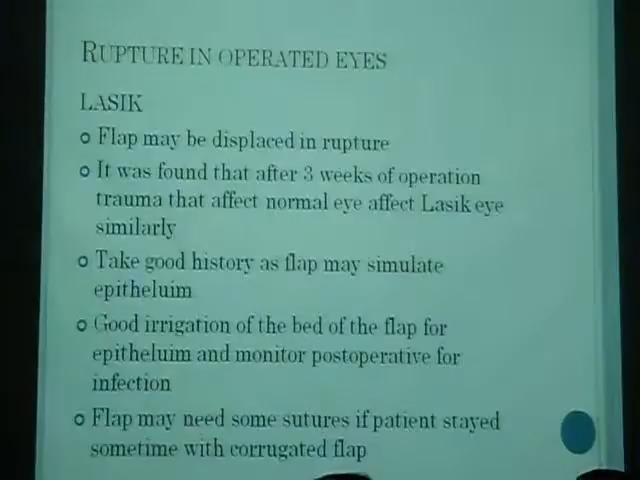 RUPTURE IN OPERATED EYES
LASIK
Flap may be displaced in rupture
It was found that after 3 weeks of operation
trauma that affect normal eye affect Lasik eye
similarly
Take good history as flap may simulate
epitheluim
Good irrigation of the bed of the flap for
epitheluim and monitor postoperative for
infection
Flap may need some sutures if patient stayed
sometime with corrugated flap